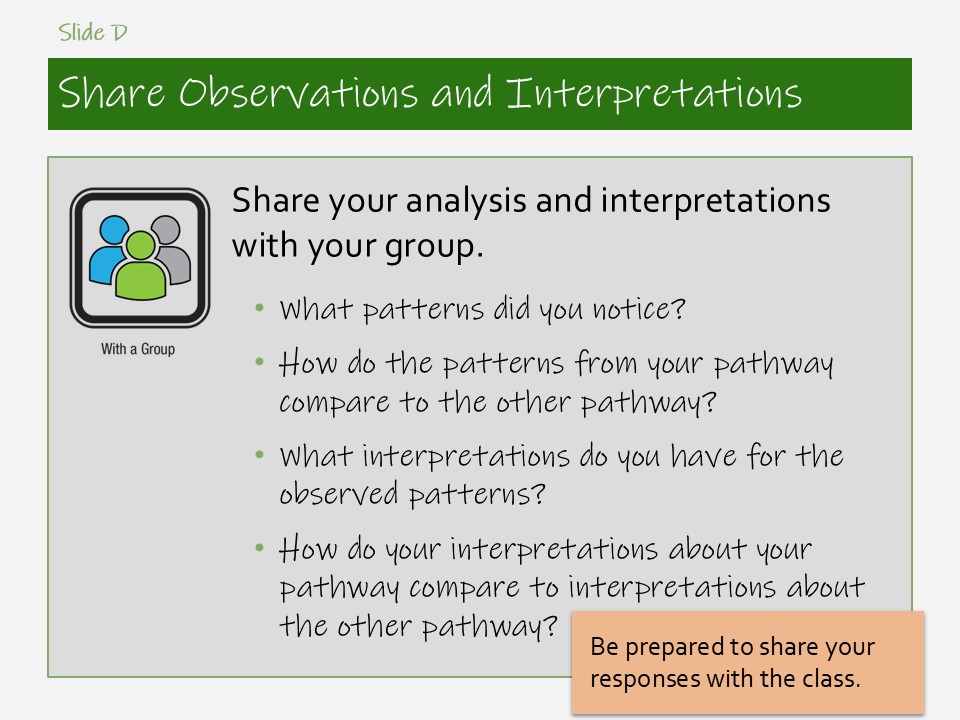 Slide D
Share Observations and Interpretations
Share your analysis and interpretations
with your group.
With a Group
• What patterns did you notice?
• How do the patterns from your pathway
compare to the other pathway?
• What interpretations do you have for the
observed patterns?
• How do your interpretations about your
pathway compare to interpretations about
the other pathway?
Be prepared to share your
responses with the class.